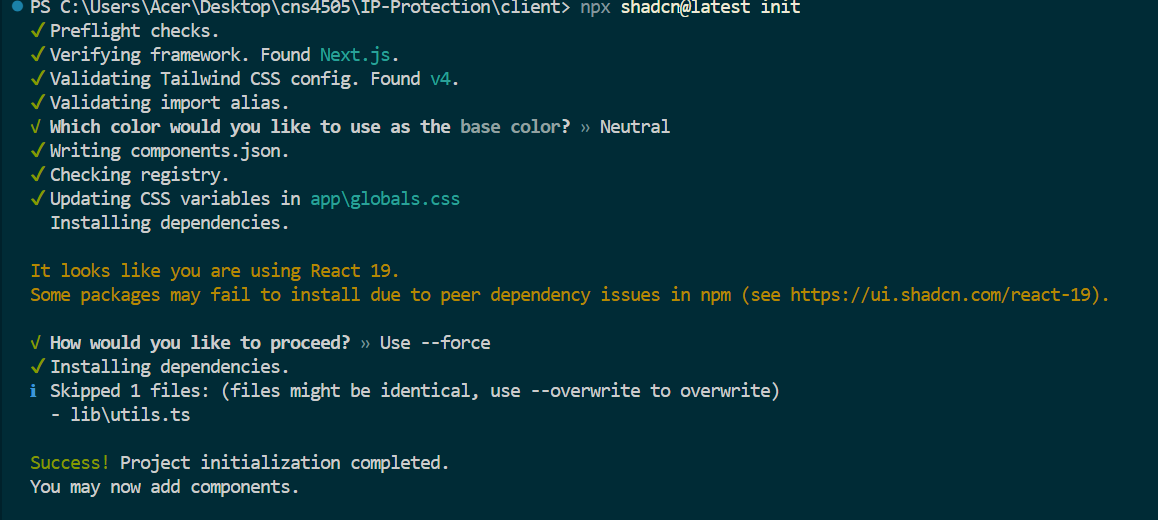 PS C:\Users\Acer\Desktop\cns4505\IP-Protection\client> npx shadcn@latest init
✓ Preflight checks.
✓ Verifying framework. Found Next.js.
✓ Validating Tailwind CSS config. Found v4.
✓ Validating import alias.
√ Which color would you like to use as the base color? » Neutral
✓ Writing components.json.
✓ Checking registry.
✓ Updating CSS variables in app\globals.css
Installing dependencies.
It looks like you are using React 19.
Some packages may fail to install due to peer dependency issues in npm (see https://ui.shadcn.com/react-19).
√ How would you like to proceed? » Use --force
✓ Installing dependencies.
i Skipped 1 files: (files might be identical, use --overwrite to overwrite)
- lib\utils.ts
Success! Project initialization completed.
You may now add components.